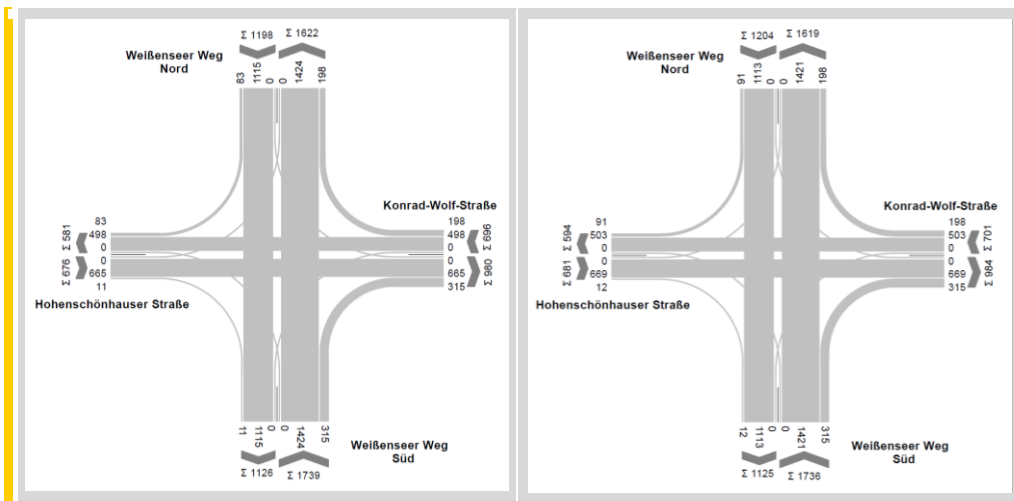 Σ 1198
Σ 1622
Weißenseer Weg
Nord
83
1115
0
0
1424
198
Konrad-Wolf-Straße
83
498
0
Σ 581
0
665
11
Σ 676
198
498
0
Σ 696
0
665
315
Σ 980
Hohenschönhauser Straße
11
1115
0
0
1424
315
Weißenseer Weg
Süd
Σ 1126
Σ 1739
Σ 1204
Σ 1619
Weißenseer Weg
Nord
91
1113
0
0
1421
198
Konrad-Wolf-Straße
91
503
0
Σ 594
0
669
12
Σ 681
198
503
0
Σ 701
0
669
315
Σ 984
Hohenschönhauser Straße
12
1113
0
0
1421
315
Weißenseer Weg
Süd
Σ 1125
Σ 1736